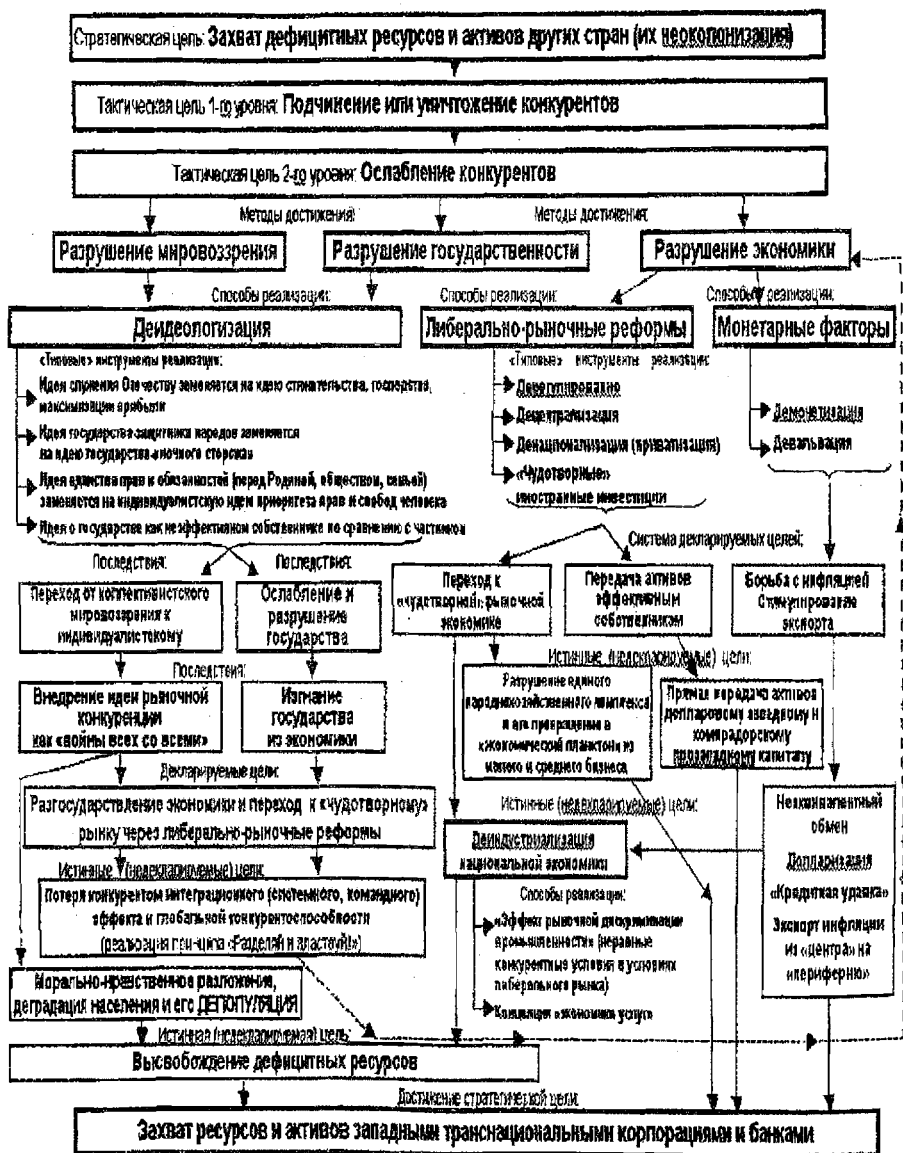 Стратегическая цель: Захват дефицитных ресурсов и активов других стран (их неоколонизация)
Тактическая цель 1-го уровня: Подчинение или уничтожение конкурентов
Тактическая цель 2-го уровня: Ослабление конкурентов
Методы достижения: Методы достижения:
Разрушение мировоззрения
Разрушение государственности
Разрушение экономики
Способы реализации: Способы реализации: Способы реализации:
Деидеологизация
Либерально-рыночные реформы
Монетарные факторы
«Типовые» инструменты реализации:
Идея служения Отечеству заменяется на идею стяжательства, господства,
максимизации прибыли
Идея государства защитника народов заменяется
на идею государства-«ночного сторожа»
Идея единства прав и обязанностей (перед Родиной, обществом, семьей)
заменяется на индивидуалистскую идею приоритета прав и свобод человека
Идея о государстве как неэффективном собственнике по сравнению с частником
«Типовые» инструменты реализации:
Дерегулирование
Децентрализация
Денационализация (приватизация)
«Чудотворные»
иностранные инвестиции
Демонетизация
Девальвация
Последствия: Последствия:
Переход от коллективистского
мировоззрения к
индивидуалистскому
Ослабление и
разрушение
государства
Система декларируемых целей:
Переход к
«чудотворной» рыночной
экономике
Передача активов
эффективным
собственникам
Борьба с инфляцией
Стимулирование
экспорта
Последствия:
Внедрение идеи рыночной
конкуренции
как «войны всех со всеми»
Изгнание
государства
из экономики
Истинные (недекларируемые) цели:
Разрушение единого
народнохозяйственного комплекса
и его превращение в
«экономический планктон» из
малого и среднего бизнеса
Прямая передача активов
долларовому заводному и
компрадорскому
прозападному капиталу
Декларируемые цели:
Разгосударствление экономики и переход к «чудотворному»
рынку через либерально-рыночные реформы
Истинные (недекларируемые) цели:
Деиндустриализация
национальной экономики
Неэквивалентный
обмен
Долларизация
«Кредитная удавка»
Экспорт инфляции
из «центра» на
«периферию»
Истинные (недекларируемые) цели:
Потеря конкурентом интеграционного (системного, командного)
эффекта и глобальной конкурентоспособности
(реализация принципа «Разделяй и властвуй!»)
Способы реализации:
«Эффект рыночной дискриминации
промышленности» (неравные
конкурентные условия в условиях
либерального рынка)
Концепция «экономики услуг»
Морально-нравственное разложение,
деградация населения и его ДЕПОПУЛЯЦИЯ
Истинная (недекларируемая) цель:
Высвобождение дефицитных ресурсов
Достижение стратегической цели:
Захват ресурсов и активов западными транснациональными корпорациями и банками